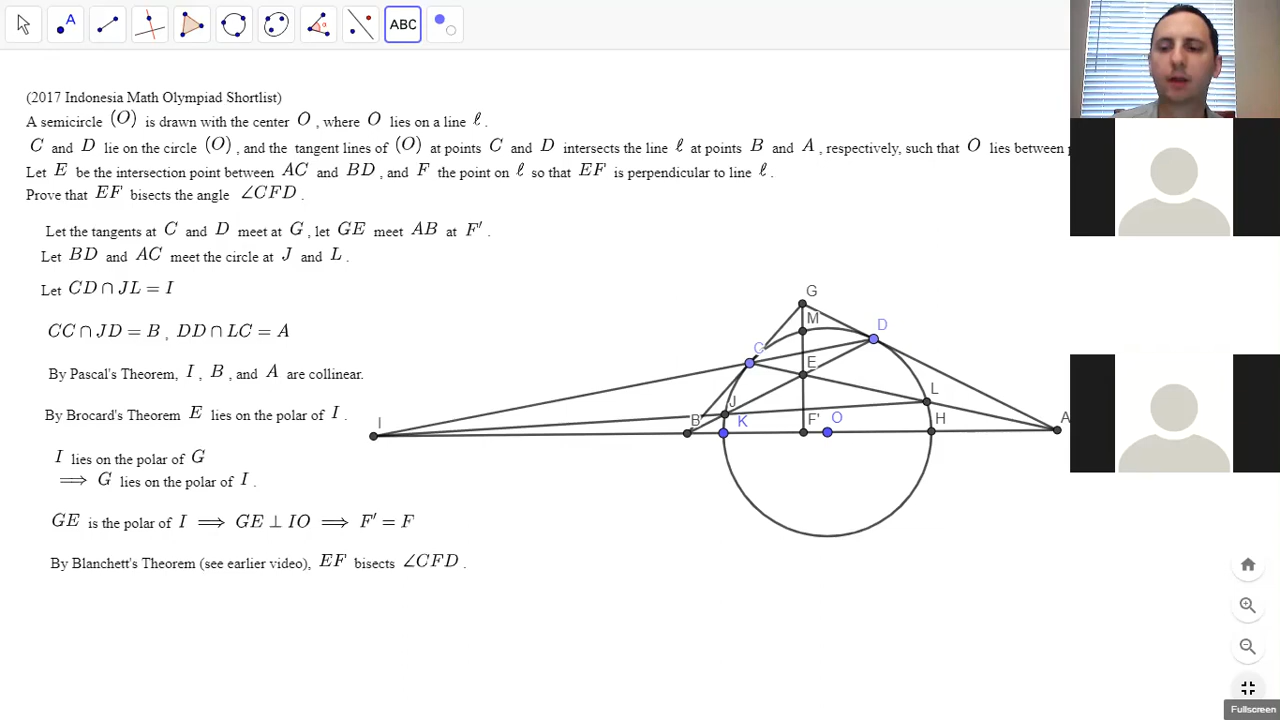 ABC
(2017 Indonesia Math Olympiad Shortlist)
A semicircle (O) is drawn with the center O , where O lies on the line ℓ .
C and D lie on the circle (O) , and the tangent lines of (O) at points C and D intersects the line ℓ at points B and A , respectively, such that O lies between p
Let E be the intersection point between AC and BD , and F the point on ℓ so that EF is perpendicular to line ℓ .
Prove that EF bisects the angle ∠CFD .
Let the tangents at C and D meet at G , let GE meet AB at F′ .
Let BD and AC meet the circle at J and L .
Let CD ∩ JL = I
CC ∩ JD = B , DD ∩ LC = A
By Pascal's Theorem, I , B , and A are collinear.
By Brocard's Theorem E lies on the polar of I .
I lies on the polar of G
⟹ G lies on the polar of I .
GE is the polar of I ⟹ GE ⊥ IO ⟹ F′ = F
By Blanchett's Theorem (see earlier video), EF bisects ∠CFD .
G
M
D
C
E
L
J
I
B
K
F'
O
H
A
Fullscreen